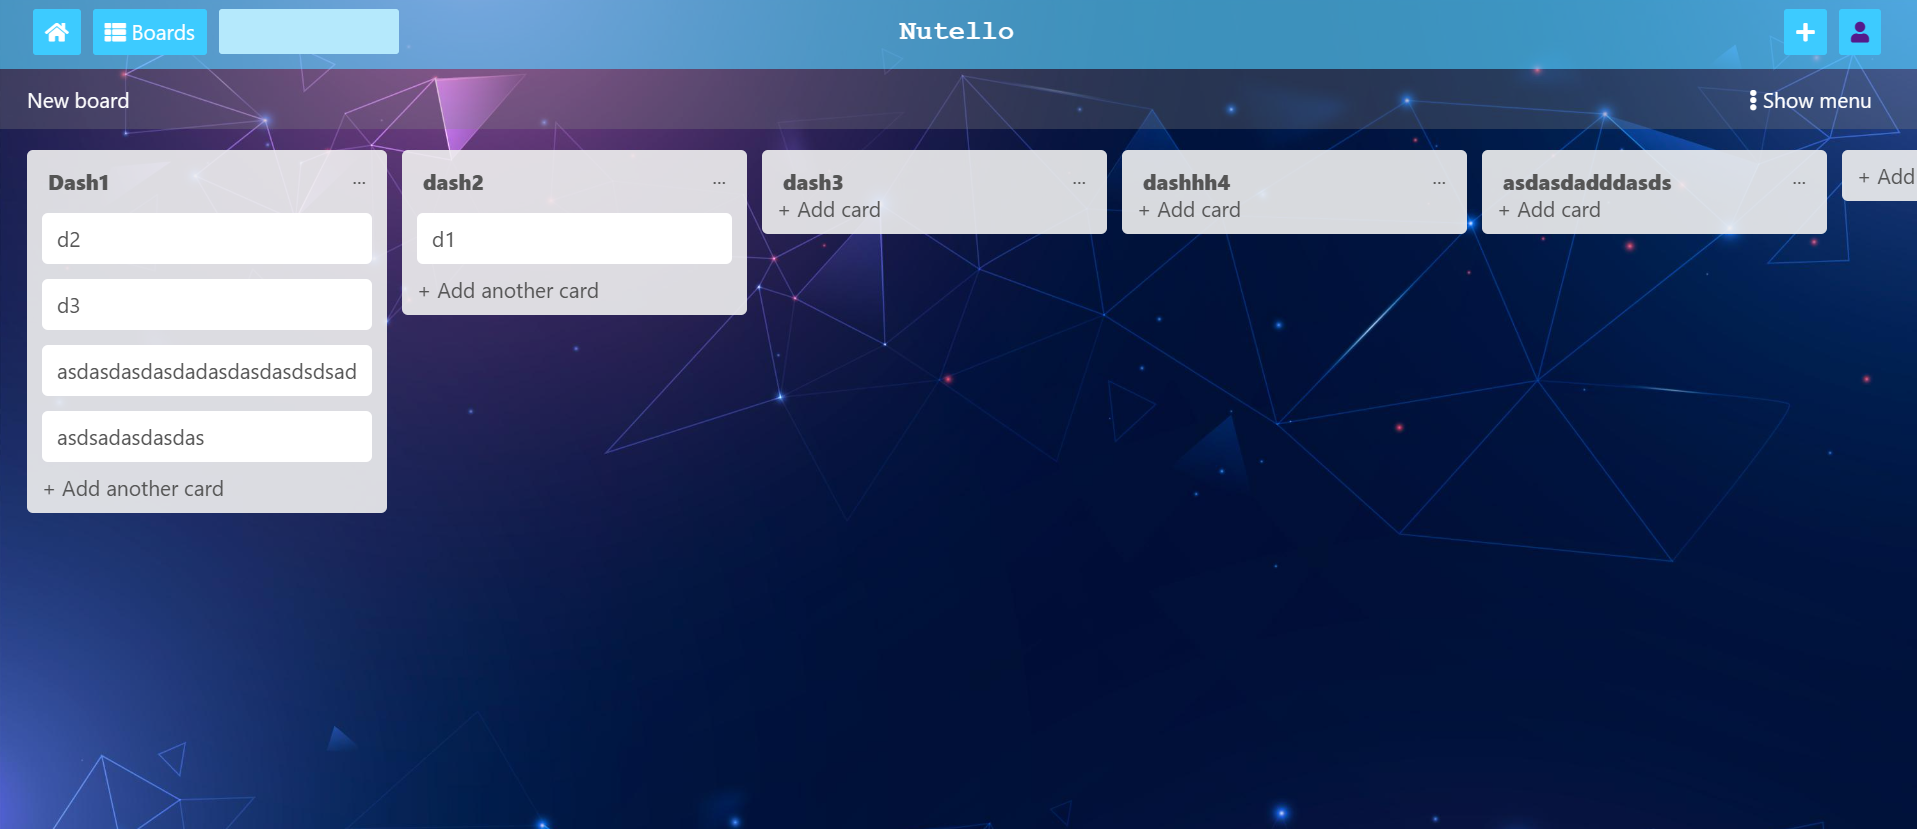 Boards
Nutello
New board
Show menu
Dash1 ...
d2
d3
asdasdasdasdadasdasdasdsdsad
asdsadasdasdas
+ Add another card
dash2 ...
d1
+ Add another card
dash3 ...
+ Add card
dashhh4 ...
+ Add card
asdasdadddasds ...
+ Add card
+ Add